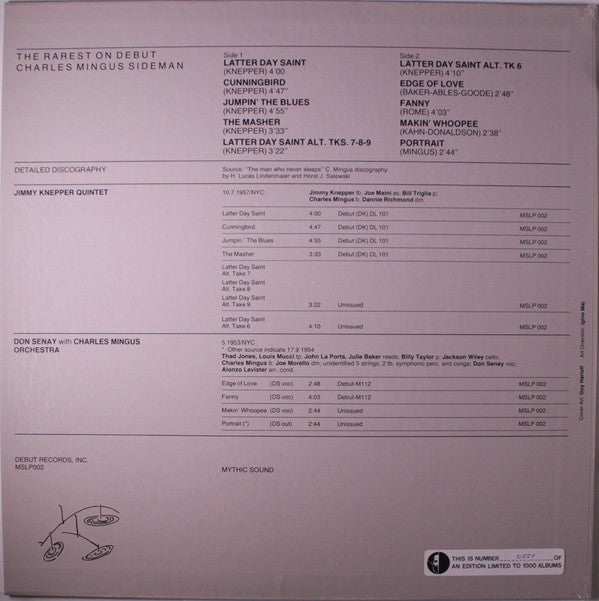 THE RAREST ON DEBUT
CHARLES MINGUS SIDEMAN
Side 1
LATTER DAY SAINT
(KNEPPER) 4'00
CUNNINGBIRD
(KNEPPER) 4'47"
JUMPIN' THE BLUES
(KNEPPER) 4'55"
THE MASHER
(KNEPPER) 3'33"
LATTER DAY SAINT ALT. TKS. 7-8-9
(KNEPPER) 3'22"
Side 2
LATTER DAY SAINT ALT. TK 6
(KNEPPER) 4'10"
EDGE OF LOVE
(BAKER-ABLES-GOODE) 2'48"
FANNY
(ROME) 4'03"
MAKIN' WHOOPEE
(KAHN-DONALDSON) 2'38"
PORTRAIT
(MINGUS) 2'44"
DETAILED DISCOGRAPHY
Source: "The man who never sleeps" C. Mingus discography
by H. Lucas Lindenmaier and Horst J. Salewski
JIMMY KNEPPER QUINTET
10.7.1957/NYC: Jimmy Knepper tb; Joe Maini as; Bill Triglia p;
Charles Mingus b; Dannie Richmond dm;
Latter Day Saint 4:00 Debut (DK) DL 101 MSLP 002
Cunningbird 4:47 Debut (DK) DL 101 MSLP 002
Jumpin.' The Blues 4:55 Debut (DK) DL 101 MSLP 002
The Masher 3:33 Debut (DK) DL 101 MSLP 002
Latter Day Saint
Alt. Take 7
Latter Day Saint
Alt. Take 8
Latter Day Saint
Alt. Take 9 3:22 Unissued MSLP 002
Latter Day Saint
Alt. Take 6 4.10 Unissued MSLP 002
DON SENAY with CHARLES MINGUS
ORCHESTRA
5.1953/NYC
* Other source indicate 17.9.1954
Thad Jones, Louis Mucci tp; John La Porta, Julie Baker reeds; Billy Taylor p; Jackson Wiley cello;
Charles Mingus b; Joe Morello dm; unidentified 5 strings; 2 tb; symphonic perc. and conga; Don Senay voc;
Alonzo Levister arr, cond.
Edge of Love (DS voc) 2:48 Debut-M112 MSLP 002
Fanny (DS voc) 4:03 Debut-M112 MSLP 002
Makin Whoopee (DS voc) 2:44 Unissued MSLP 002
Portrait (*) (DS out) 2:44 Unissued MSLP 002
Cover Art: Guy Harloff Art Direction: Igino Maj
DEBUT RECORDS, INC.
MSLP002
MYTHIC SOUND
THIS IS NUMBER OF
AN EDITION LIMITED TO 1000 ALBUMS